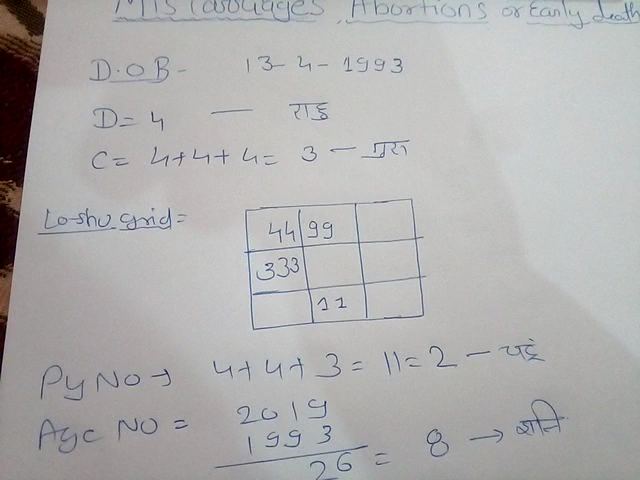 Miscarriages, Abortions or Early death
D.O.B - 13-4-1993
D = 4 — राहु
C = 4+4+4 = 3 — गुरु
Lo-shu grid =
44 99
333
11
Py No → 4+4+3 = 11 = 2 — चंद्र
Age NO = 2019
1993
26 = 8 → शनि